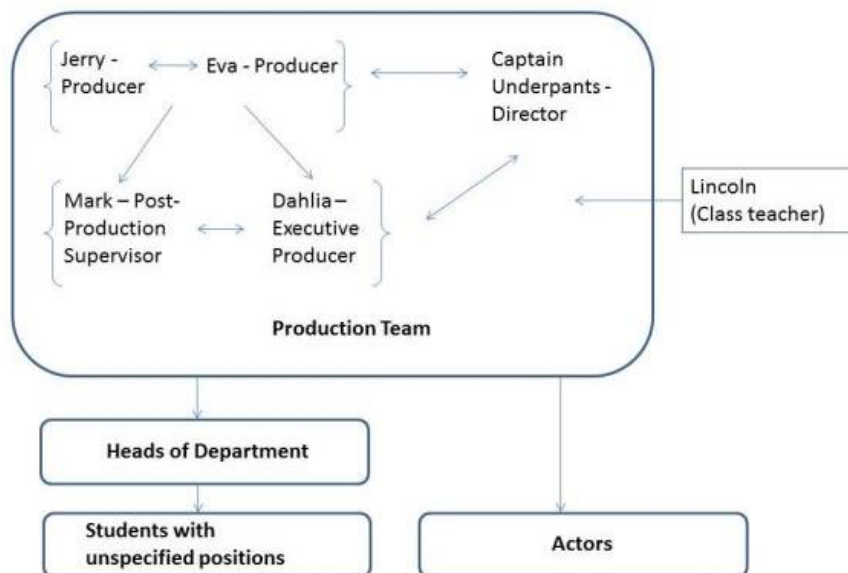 Jerry -
Producer
Eva - Producer
Captain
Underpants -
Director
Mark – Post-
Production
Supervisor
Dahlia –
Executive
Producer
Lincoln
(Class teacher)
Production Team
Heads of Department
Students with
unspecified positions
Actors